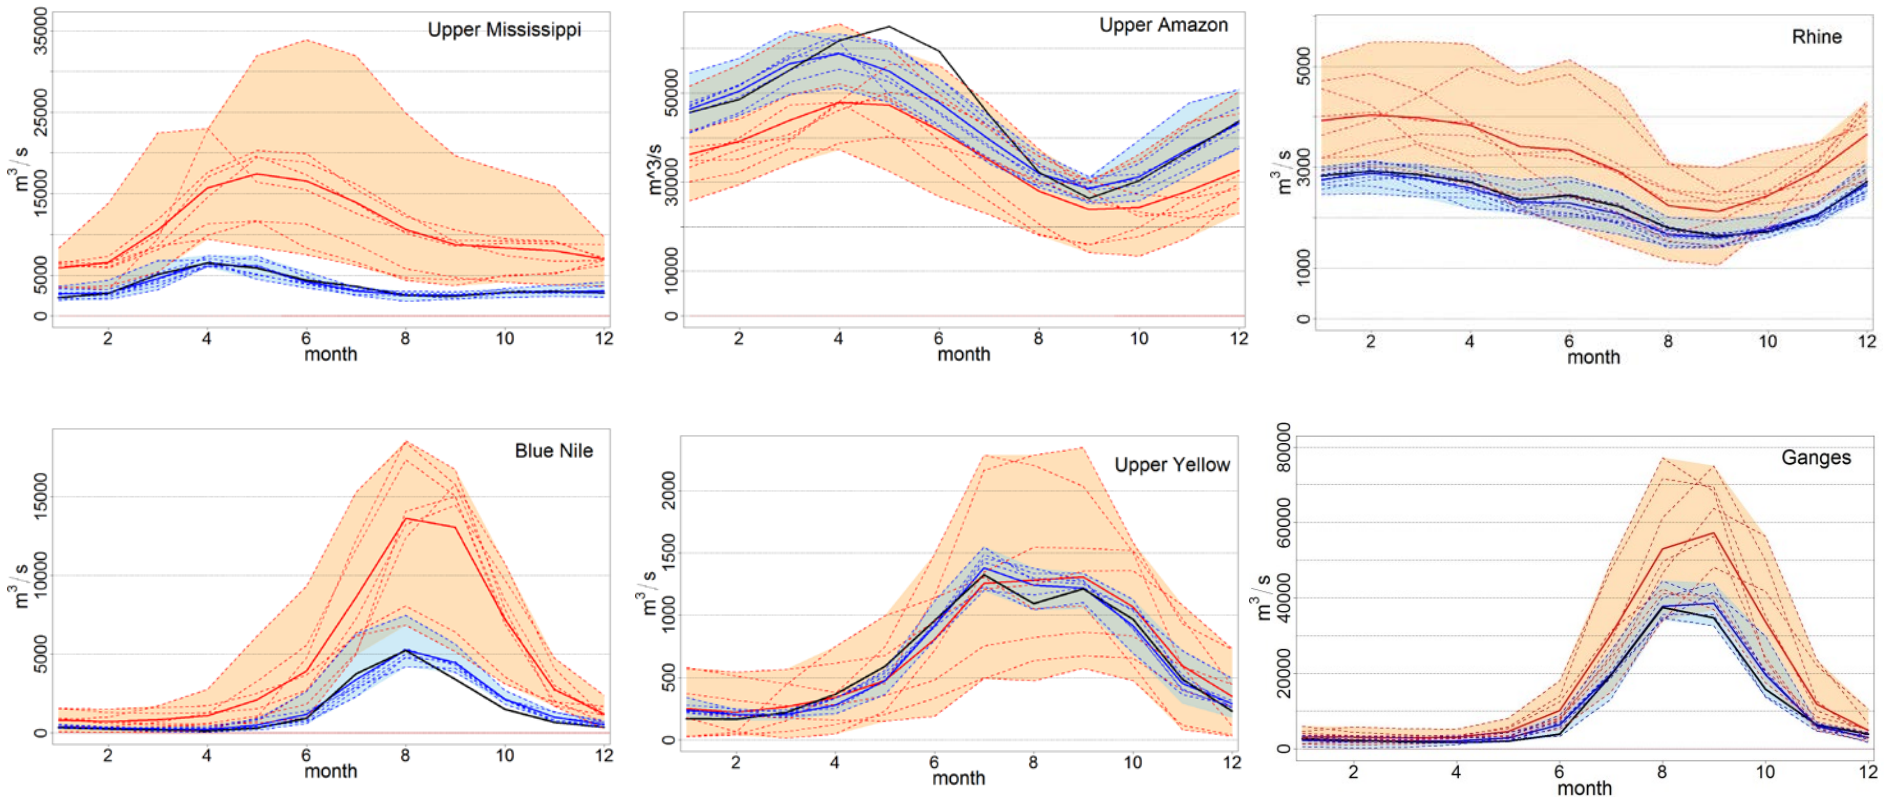 Upper Mississippi
m³/s
0
5000
15000
25000
35000
2 4 6 8 10 12
month
Upper Amazon
m^3/s
0
10000
30000
50000
2 4 6 8 10 12
month
Rhine
m³/s
0
1000
3000
5000
2 4 6 8 10 12
month
Blue Nile
m³/s
0
5000
10000
15000
2 4 6 8 10 12
month
Upper Yellow
m³/s
0
500
1000
1500
2000
2 4 6 8 10 12
month
Ganges
m³/s
0
20000
40000
60000
80000
2 4 6 8 10 12
month